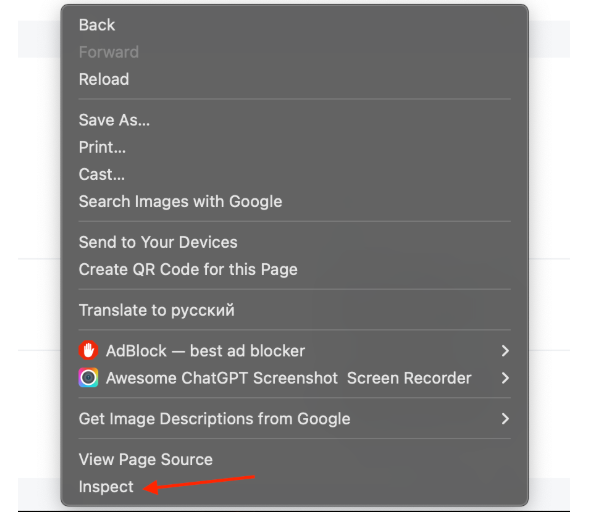 Back
Forward
Reload
Save As...
Print...
Cast...
Search Images with Google
Send to Your Devices
Create QR Code for this Page
Translate to русский
AdBlock — best ad blocker
Awesome ChatGPT Screenshot  Screen Recorder
Get Image Descriptions from Google
View Page Source
Inspect